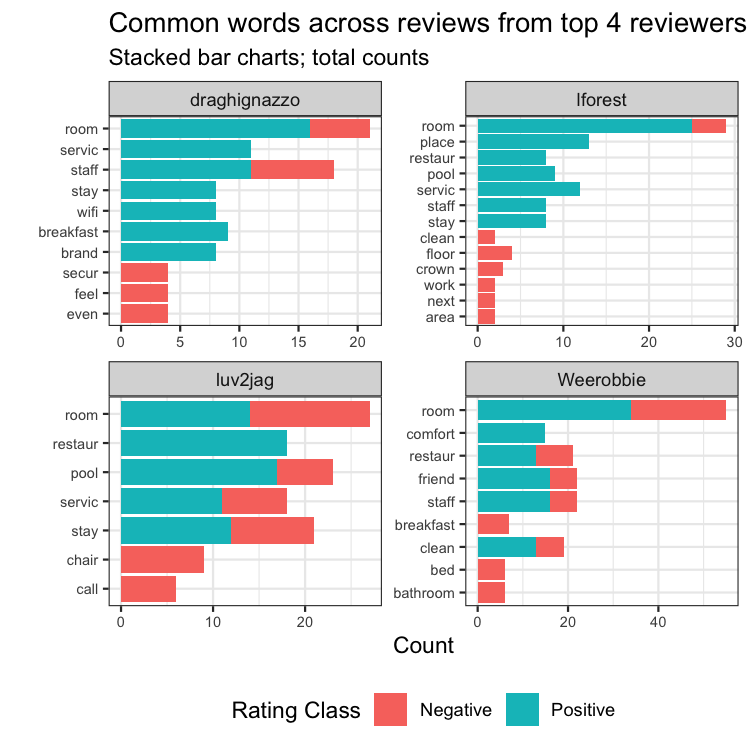 Common words across reviews from top 4 reviewers
Stacked bar charts; total counts
draghignazzo
room
servic
staff
stay
wifi
breakfast
brand
secur
feel
even
0 5 10 15 20
lforest
room
place
restaur
pool
servic
staff
stay
clean
floor
crown
work
next
area
0 10 20 30
luv2jag
room
restaur
pool
servic
stay
chair
call
0 10 20
Weerobbie
room
comfort
restaur
friend
staff
breakfast
clean
bed
bathroom
0 20 40
Count
Rating Class Negative Positive